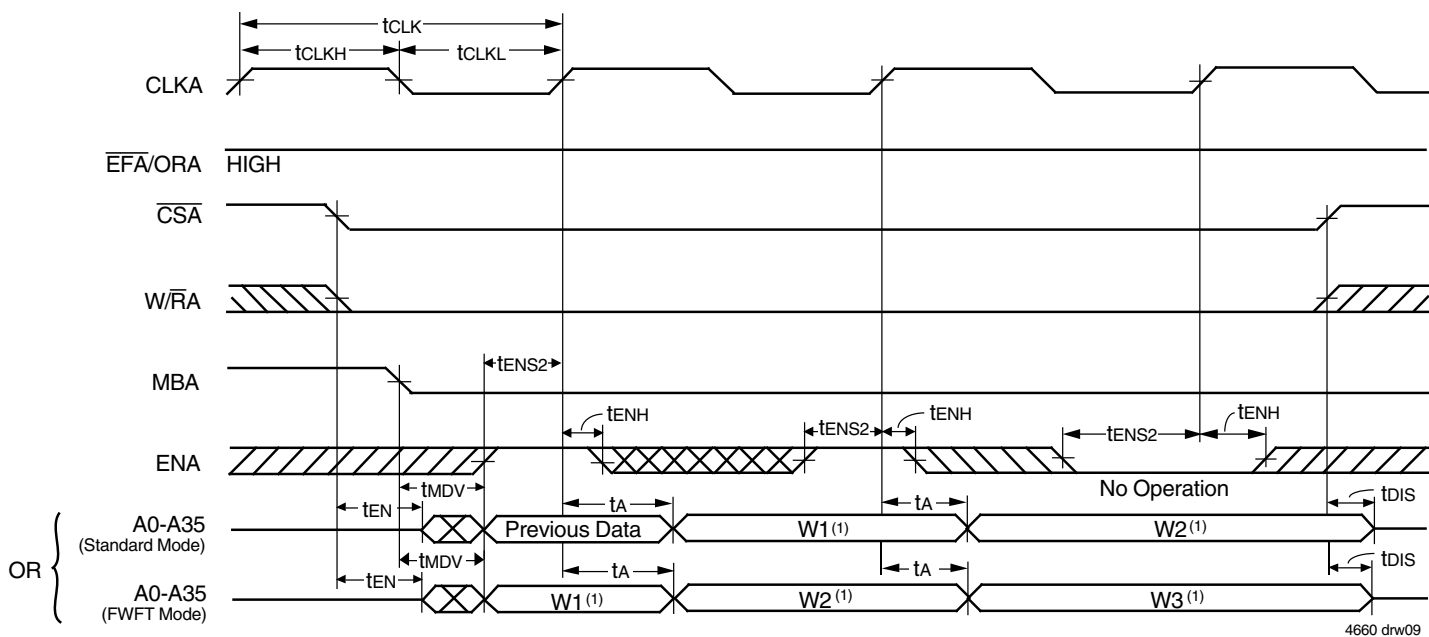 tCLK
tCLKH tCLKL
CLKA
EFA/ORA HIGH
CSA
W/RA
tENS2
MBA
tENH tENS2 tENH tENS2 tENH
ENA
No Operation
tMDV
tEN tA tA tDIS
A0-A35
(Standard Mode)
Previous Data W1(1) W2(1)
OR
tMDV
tEN tA tA tDIS
A0-A35
(FWFT Mode)
W1(1) W2(1) W3(1)
4660 drw09